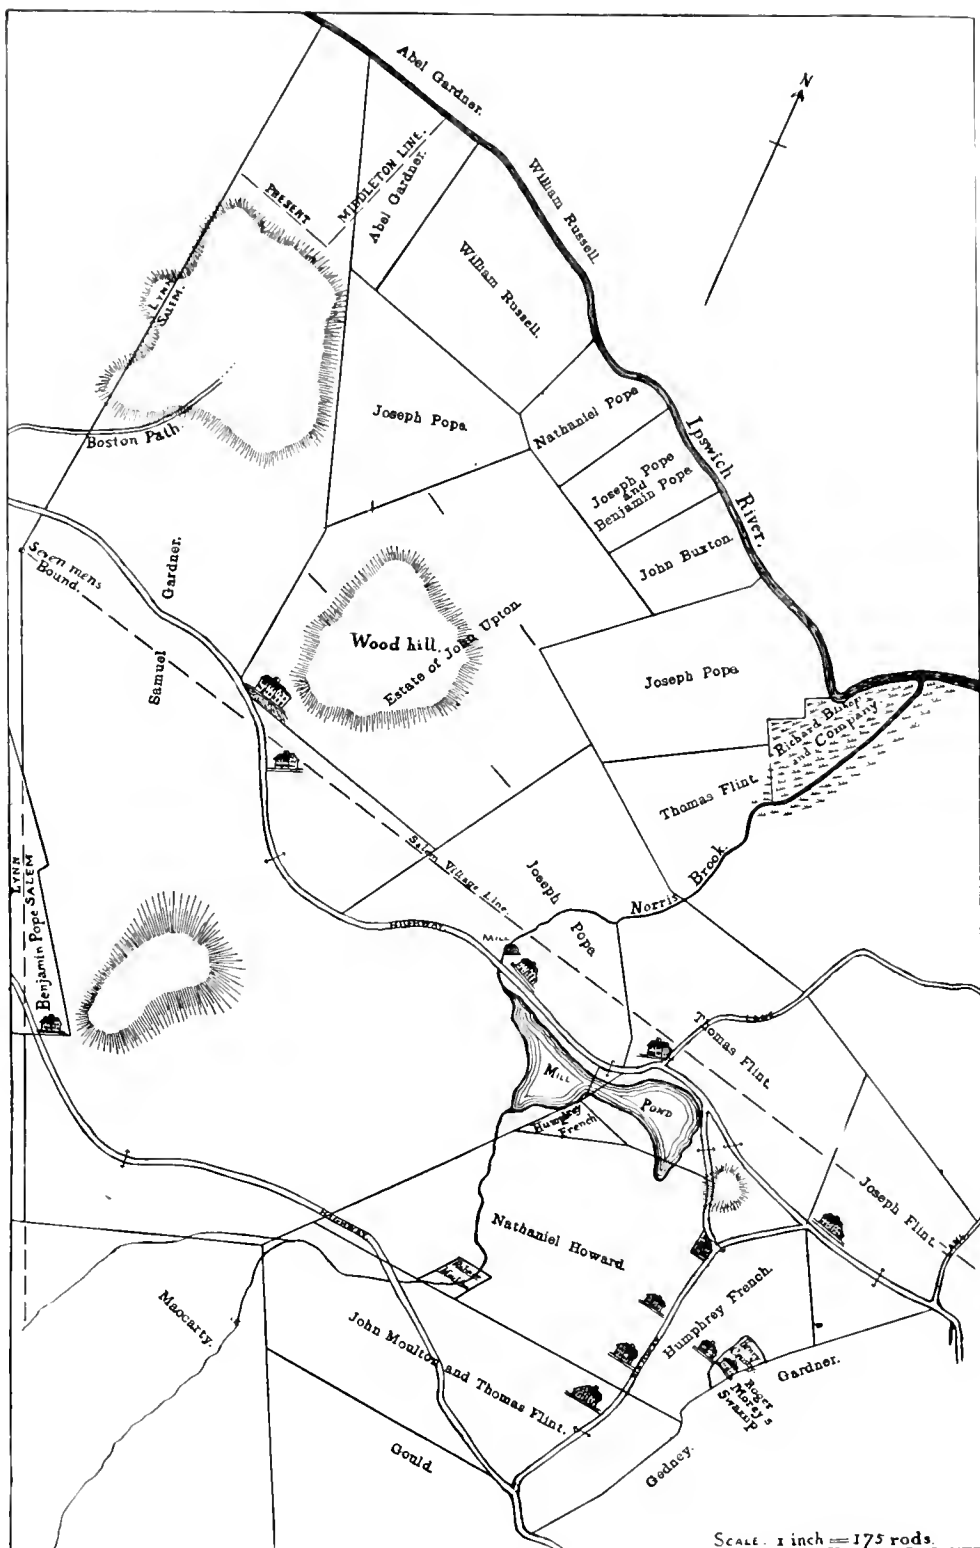 Abel Gardner.
N
PRESENT
MIDDLETON LINE.
Abel Gardner.
William Russell.
William Russell.
LYNN
SALEM.
Boston Path.
Joseph Pope
Nathaniel Pope
Joseph Pope
and
Benjamin Pope
John Buxton
Ipswich River.
Seven mens
Bound.
Samuel Gardner.
Wood hill.
Estate of John Upton
Joseph Pope
Richard
and Company
Thomas Flint
Norris Brook.
Salem Village Line.
Joseph
Pope
LYNN
Benjamin Pope SALEM
HIGHWAY
MILL
LANE
Thomas Flint
MILL
POND
Humphrey
French
Joseph Flint
LANE
Nathaniel Howard.
HIGHWAY
Robert
Maocarty.
John Moulton and Thomas Flint.
Humphrey French.
Roger
Morey's
Swamp
Gardner.
Gould.
Gedney.
SCALE. 1 inch = 175 rods.